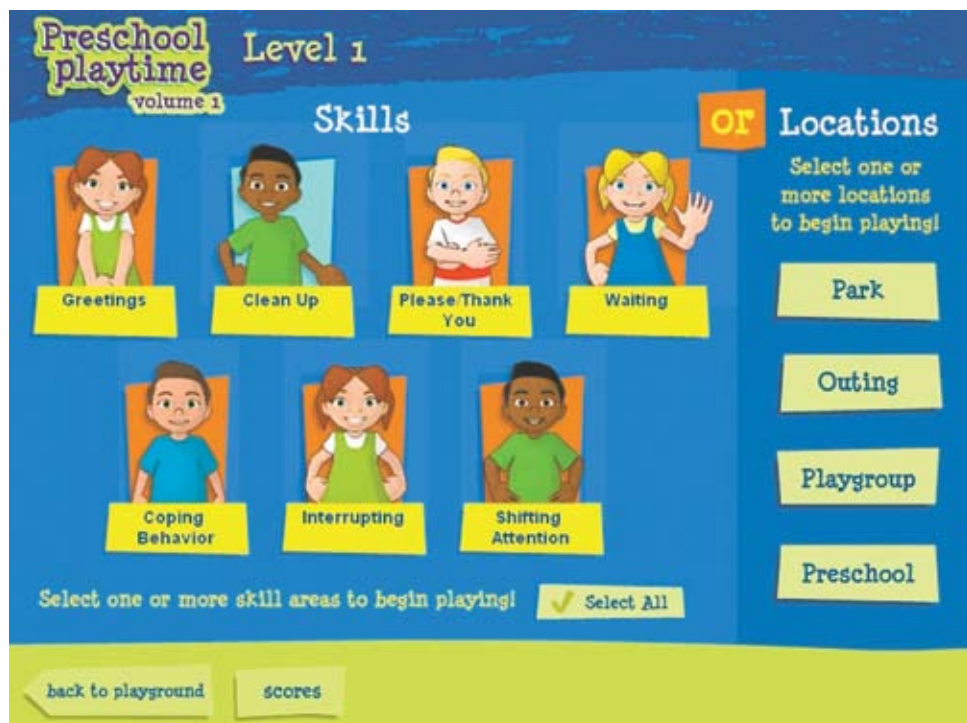 Preschool
playtime
volume 1
Level 1
Skills
Greetings
Clean Up
Please/Thank
You
Waiting
Coping
Behavior
Interrupting
Shifting
Attention
Select one or more skill areas to begin playing!
Select All
or
Locations
Select one or
more locations
to begin playing!
Park
Outing
Playgroup
Preschool
back to playground
scores